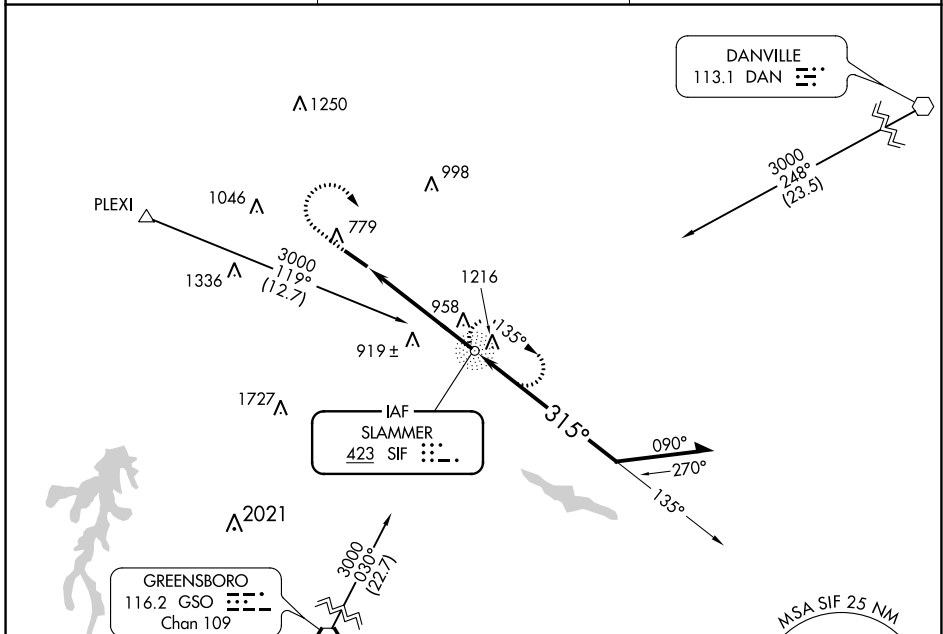 DANVILLE
113.1 DAN
1250
3000
248°
(23.5)
998
1046
PLEXI
779
3000
119°
(12.7)
1336
1216
958
135°
919 ±
1727
IAF
SLAMMER
423 SIF
315°
090°
270°
135°
2021
3000
030°
(22.7)
GREENSBORO
116.2 GSO
Chan 109
MSA SIF 25 NM